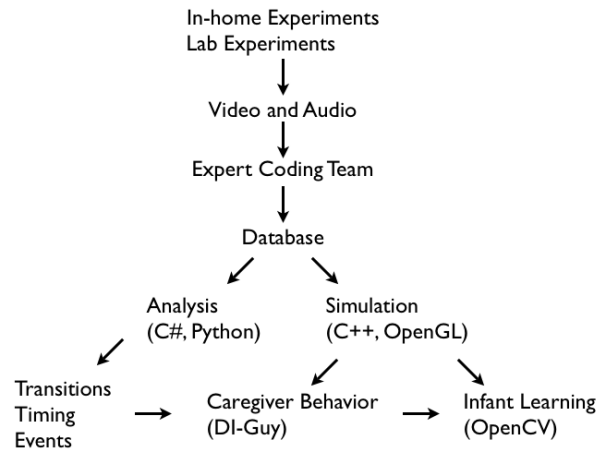 In-home Experiments
Lab Experiments
Video and Audio
Expert Coding Team
Database
Analysis
(C#, Python)
Simulation
(C++, OpenGL)
Transitions
Timing
Events
Caregiver Behavior
(DI-Guy)
Infant Learning
(OpenCV)